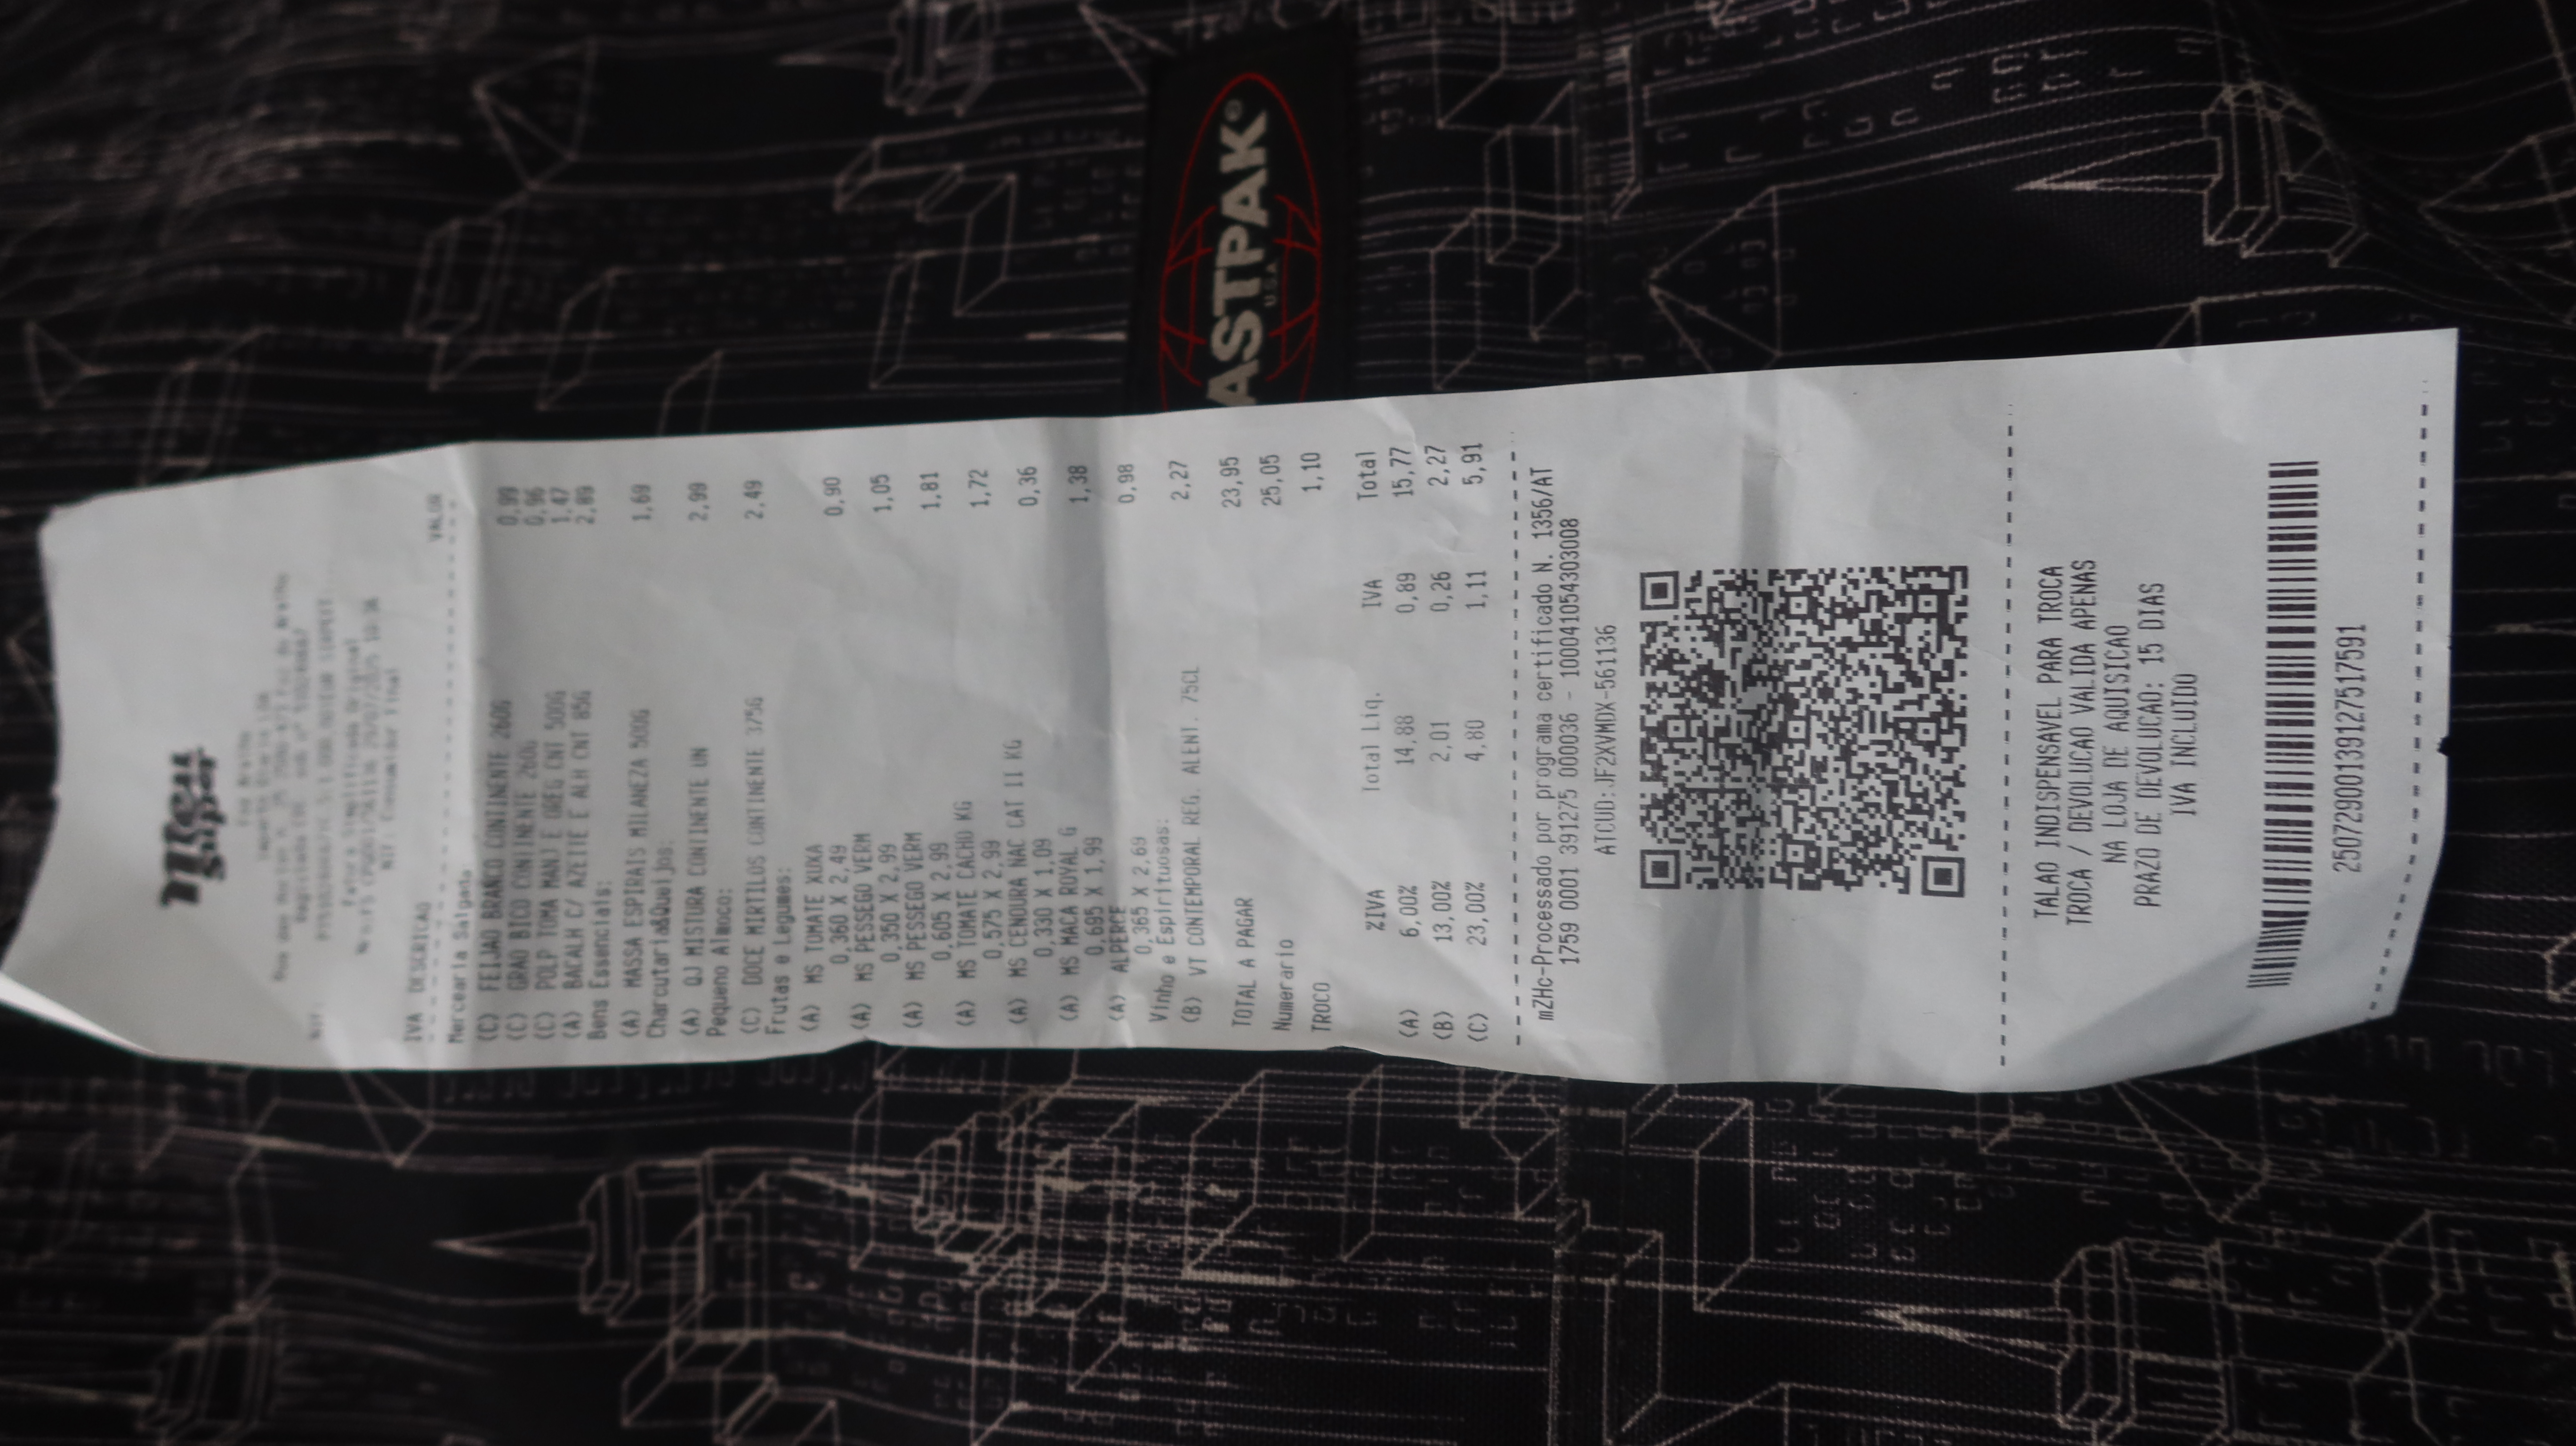 meu
super
Foz Arelho
IVA DESCRICAO VALOR
Mercearia Salgada:
(C) FEIJAO BRANCO CONTINENTE 260G 0,99
(C) GRAO BICO CONTINENTE 260G 0,96
(C) POLP TOMA MANJ E OREG CNT 500G 1,47
(A) BACALH C/ AZEITE E ALH CNT 85G 2,89
Bens Essenciais:
(A) MASSA ESPIRAIS MILANEZA 500G 1,69
Charcutaria&Queijos:
(A) QJ MISTURA CONTINENTE UN 2,99
Pequeno Almoco:
(C) DOCE MIRTILOS CONTINENTE 375G 2,49
Frutas e Legumes:
(A) MS TOMATE XUXA
0,360 X 2,49 0,90
(A) MS PESSEGO VERM
0,350 X 2,99 1,05
(A) MS PESSEGO VERM
0,605 X 2,99 1,81
(A) MS TOMATE CACHO KG
0,575 X 2,99 1,72
(A) MS CENOURA NAC CAT II KG
0,330 X 1,09 0,36
(A) MS MACA ROYAL G
0,695 X 1,99 1,38
(A) ALPERCE
0,365 X 2,69 0,98
Vinho e Espirituosas:
(B) VT CONTEMPORAL REG. ALENT. 75CL 2,27
TOTAL A PAGAR 23,95
Numerario 25,05
TROCO 1,10
%IVA Total Liq. IVA Total
(A) 6,00% 14,88 0,89 15,77
(B) 13,00% 2,01 0,26 2,27
(C) 23,00% 4,80 1,11 5,91
mZHc-Processado por programa certificado N. 1356/AT
1759 0001 391275 000036 - 10004105430300​8
ATCUD:JF2XVMDX-561136
TALAO INDISPENSAVEL PARA TROCA
TROCA / DEVOLUCAO VALIDA APENAS
NA LOJA DE AQUISICAO
PRAZO DE DEVOLUCAO: 15 DIAS
IVA INCLUIDO
2507290013912751​7591
ASTPAK®
U.S.A.